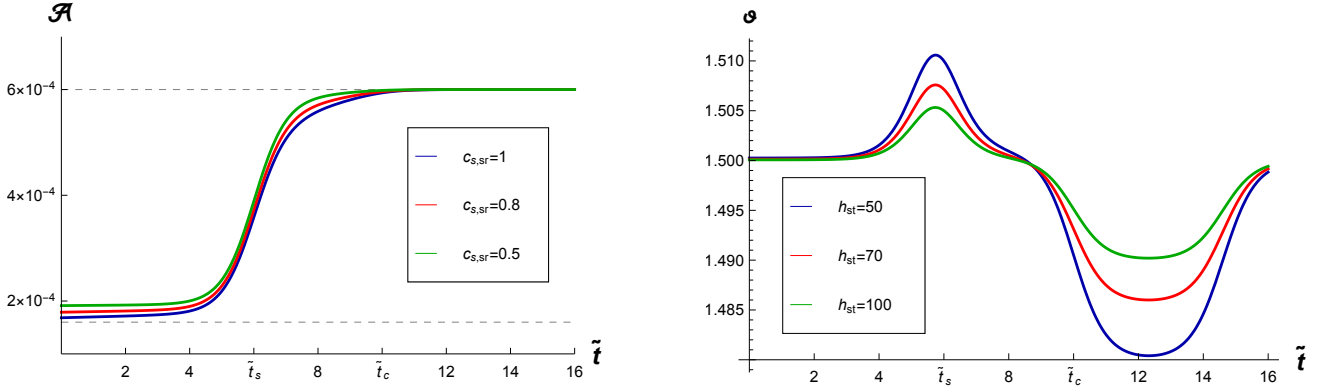 𝒜
6×10⁻⁴
4×10⁻⁴
2×10⁻⁴
c_{s,sr}=1
c_{s,sr}=0.8
c_{s,sr}=0.5
2 4 t̃_s 8 t̃_c 12 14 16 t̃
ʚ
1.510
1.505
1.500
1.495
1.490
1.485
h_{st}=50
h_{st}=70
h_{st}=100
2 4 t̃_s 8 t̃_c 12 14 16 t̃